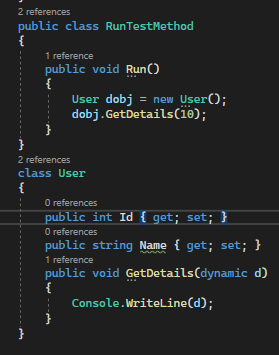 2 references
public class RunTestMethod
{
1 reference
public void Run()
{
User dobj = new User();
dobj.GetDetails(10);
}
}
2 references
class User
{
0 references
public int Id { get; set; }
0 references
public string Name { get; set; }
1 reference
public void GetDetails(dynamic d)
{
Console.WriteLine(d);
}
}